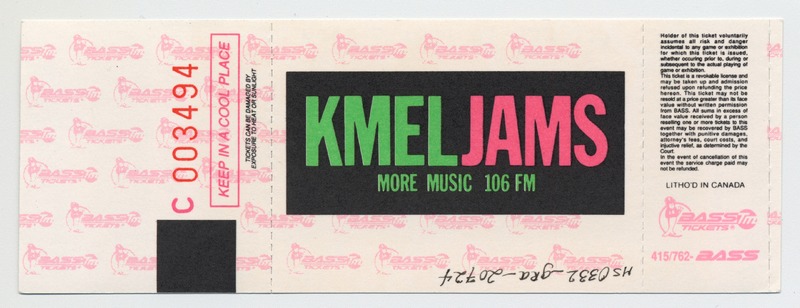 C 003494
KEEP IN A COOL PLACE
TICKETS CAN BE DAMAGED BY
EXPOSURE TO HEAT OR SUNLIGHT
KMELJAMS
MORE MUSIC 106 FM
HS0332_gra_20724
Holder of this ticket voluntarily
assumes all risk and danger
incidental to any game or exhibition
for which this ticket is issued,
whether occuring prior to, during or
subsequent to the actual playing of
game or exhibition.
This ticket is a revokable license and
may be taken up and admission
refused upon refunding the price
hereon. This ticket may not be
resold at a price greater than its face
value without written permission
from BASS. All sums in excess of
face value received by a person
reselling one or more tickets to this
event may be recovered by BASS
together with punitive damages,
attorney's fees, court costs, and
injuctive relief, as determined by the
Court.
In the event of cancellation of this
event the service charge paid may
not be refunded.
LITHO'D IN CANADA
BASS Tm
TICKETS®
415/762-BASS